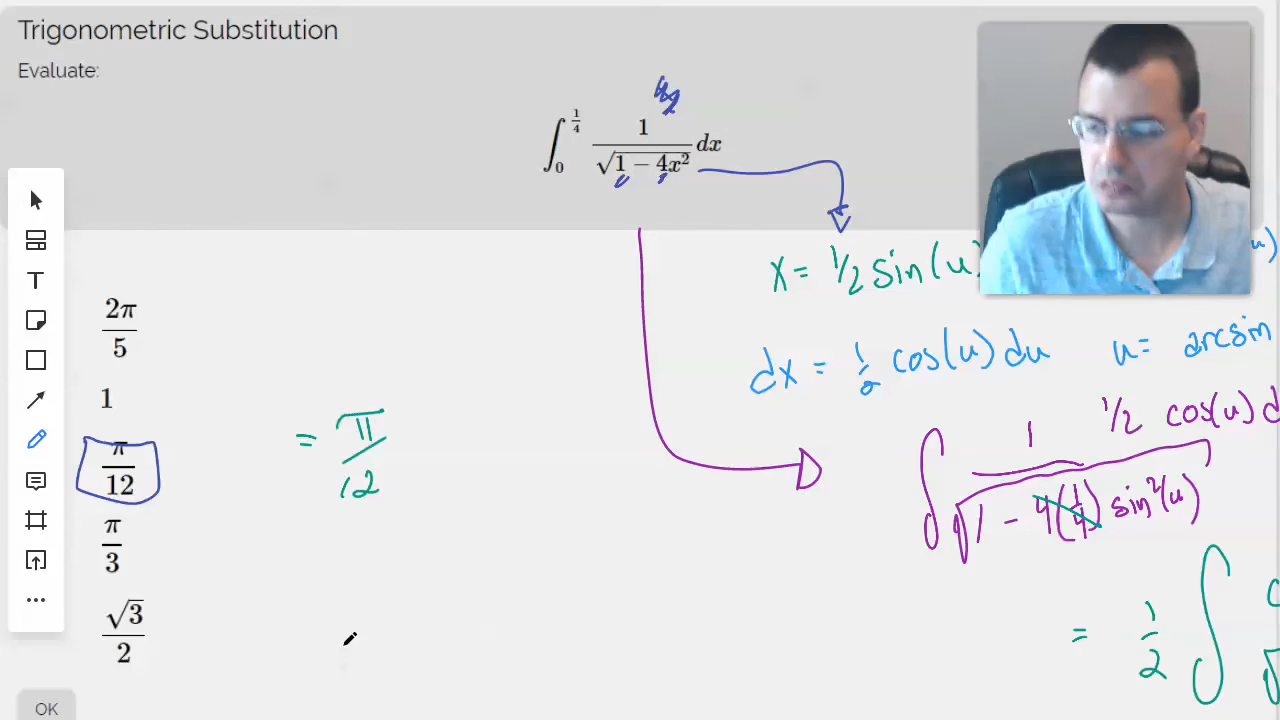 Trigonometric Substitution
Evaluate:
∫₀^{1/4} 1/√(1 − 4x²) dx
x = 1/2 sin(u)
u)
dx = 1/2 cos(u) du
u = arcsin
∫ 1/√(1 − 4(1/4) sin²(u)) 1/2 cos(u) d
= 1/2 ∫
2π/5
1
π/12
= π/12
π/3
√3/2
T
OK